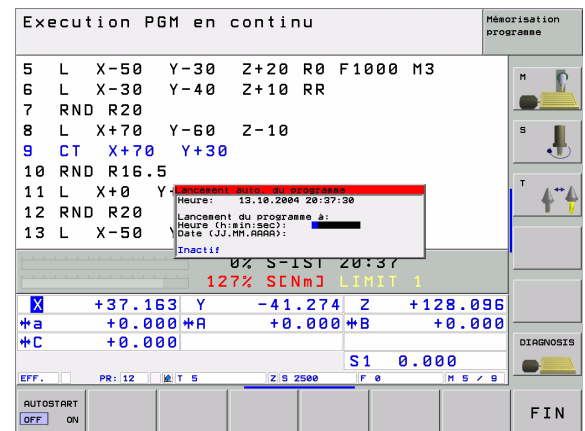 Execution PGM en continu
Mémorisation
programme
5 L X-50 Y-30 Z+20 R0 F1000 M3
6 L X-30 Y-40 Z+10 RR
7 RND R20
8 L X+70 Y-60 Z-10
9 CT X+70 Y+30
10 RND R16.5
11 L X+0 Y+
12 RND R20
13 L X-50
Lancement auto. du programme
Heure: 13.10.2004 20:37:30
Lancement du programme à:
Heure (h:min:sec):
Date (JJ.MM.AAAA):
Inactif
0% S-IST 20:37
127% S[Nm] LIMIT 1
X +37.163 Y -41.274 Z +128.096
a +0.000 A +0.000 B +0.000
C +0.000
S1 0.000
EFF. PR: 12 T 5 Z S 2500 F 0 M 5 / 9
M
S
T
DIAGNOSIS
AUTOSTART
OFF ON
FIN